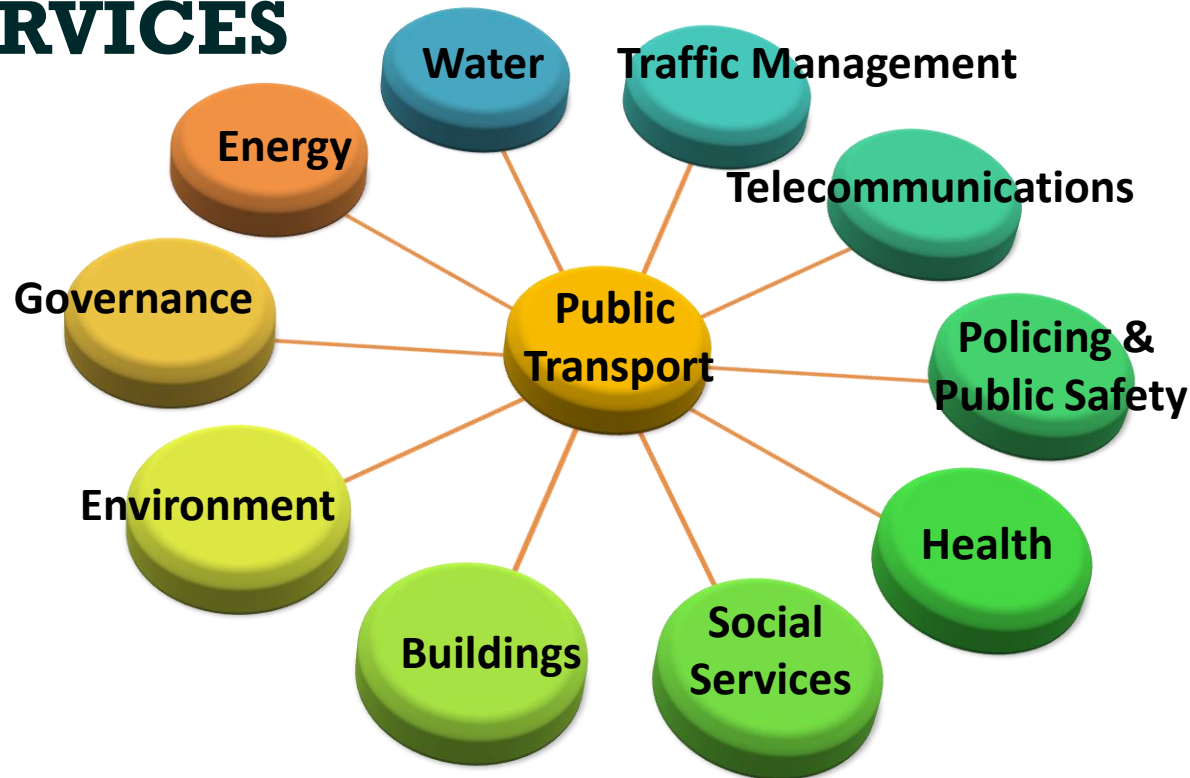 RVICES
Water
Traffic Management
Energy
Telecommunications
Governance
Public
Transport
Policing &
Public Safety
Environment
Health
Buildings
Social
Services